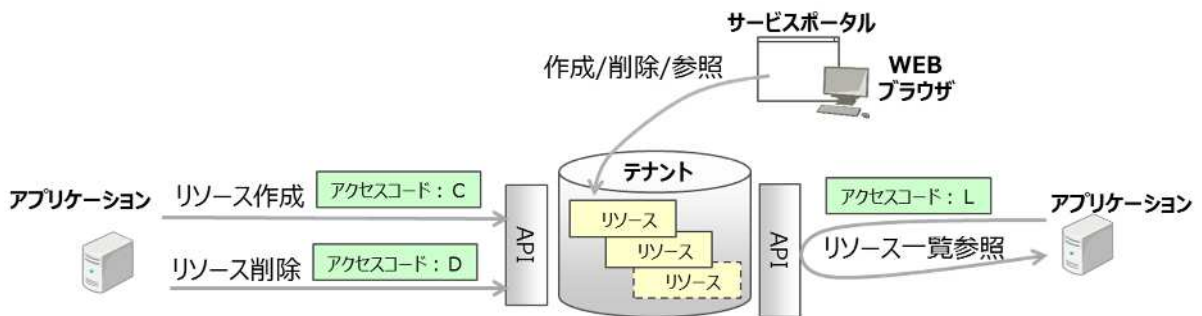 サービスポータル
作成/削除/参照
WEB
ブラウザ
テナント
アプリケーション
リソース作成
アクセスコード：C
API
リソース
リソース
リソース
リソース削除
アクセスコード：D
API
アクセスコード：L
アプリケーション
リソース一覧参照